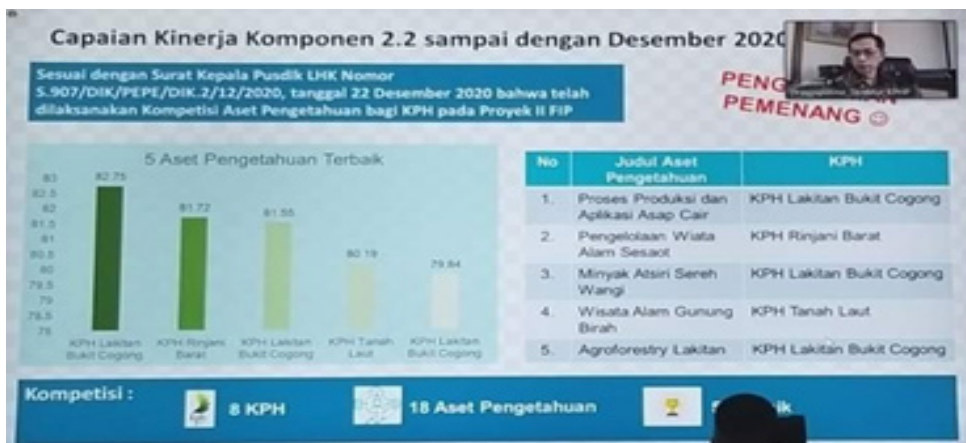 Capaian Kinerja Komponen 2.2 sampai dengan Desember 2020
Sesuai dengan Surat Kepala Pusdik LHK Nomor
S.907/DIK/PEPE/DIK.2/12/2020, tanggal 22 Desember 2020 bahwa telah
dilaksanakan Kompetisi Aset Pengetahuan bagi KPH pada Proyek II FIP
PEMENANG
5 Aset Pengetahuan Terbaik
83
82.5
82
81.5
81
80.5
80
79.5
79
78.5
78
82.75
81.72
81.55
80.19
79.84
KPH Lakitan
Bukit Cogong
KPH Rinjani
Barat
KPH Lakitan
Bukit Cogong
KPH Tanah
Laut
KPH Lakitan
Bukit Cogong
No Judul Aset Pengetahuan KPH
1. Proses Produksi dan KPH Lakitan Bukit Cogong
Aplikasi Asap Cair
2. Pengelolaan Wiata KPH Rinjani Barat
Alam Sesaot
3. Minyak Atsiri Sereh KPH Lakitan Bukit Cogong
Wangi
4. Wisata Alam Gunung KPH Tanah Laut
Birah
5. Agroforestry Lakitan KPH Lakitan Bukit Cogong
Kompetisi :
8 KPH 18 Aset Pengetahuan